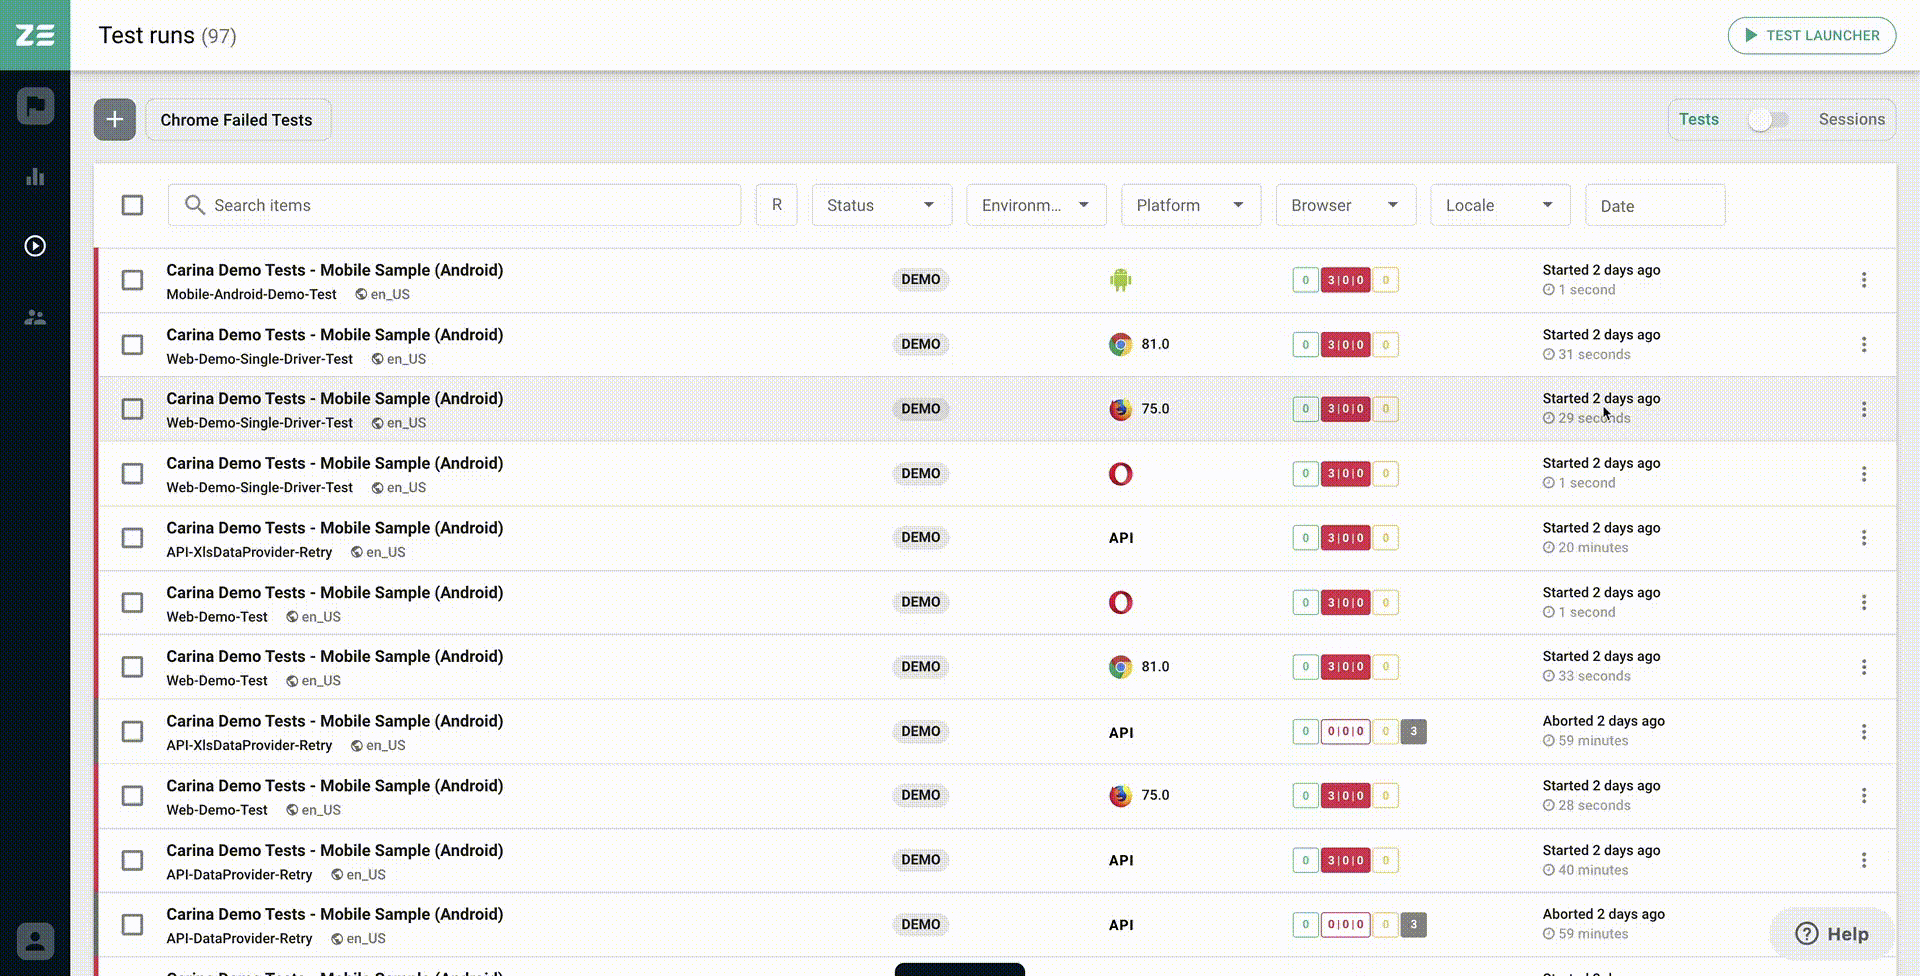 ZE
Test runs (97)
TEST LAUNCHER
+
Chrome Failed Tests
Tests
Sessions
Search items
R
Status
Environm...
Platform
Browser
Locale
Date
Carina Demo Tests - Mobile Sample (Android)
Mobile-Android-Demo-Test en_US
DEMO
0 3|0|0 0
Started 2 days ago
1 second
Carina Demo Tests - Mobile Sample (Android)
Web-Demo-Single-Driver-Test en_US
DEMO
81.0
0 3|0|0 0
Started 2 days ago
31 seconds
Carina Demo Tests - Mobile Sample (Android)
Web-Demo-Single-Driver-Test en_US
DEMO
75.0
0 3|0|0 0
Started 2 days ago
29 seconds
Carina Demo Tests - Mobile Sample (Android)
Web-Demo-Single-Driver-Test en_US
DEMO
0 3|0|0 0
Started 2 days ago
1 second
Carina Demo Tests - Mobile Sample (Android)
API-XlsDataProvider-Retry en_US
DEMO
API
0 3|0|0 0
Started 2 days ago
20 minutes
Carina Demo Tests - Mobile Sample (Android)
Web-Demo-Test en_US
DEMO
0 3|0|0 0
Started 2 days ago
1 second
Carina Demo Tests - Mobile Sample (Android)
Web-Demo-Test en_US
DEMO
81.0
0 3|0|0 0
Started 2 days ago
33 seconds
Carina Demo Tests - Mobile Sample (Android)
API-XlsDataProvider-Retry en_US
DEMO
API
0 0|0|0 0 3
Aborted 2 days ago
59 minutes
Carina Demo Tests - Mobile Sample (Android)
Web-Demo-Test en_US
DEMO
75.0
0 3|0|0 0
Started 2 days ago
28 seconds
Carina Demo Tests - Mobile Sample (Android)
API-DataProvider-Retry en_US
DEMO
API
0 3|0|0 0
Started 2 days ago
40 minutes
Carina Demo Tests - Mobile Sample (Android)
API-DataProvider-Retry en_US
DEMO
API
0 0|0|0 0 3
Aborted 2 days ago
59 minutes
Help